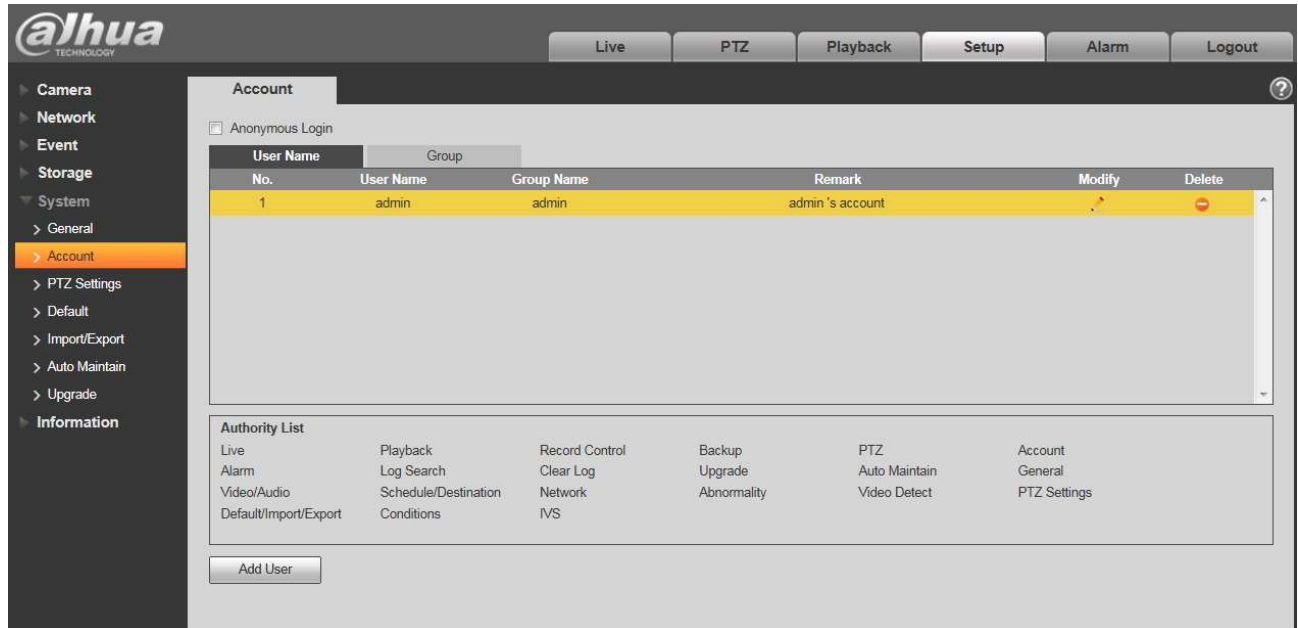 alhua
TECHNOLOGY
Live PTZ Playback Setup Alarm Logout
Camera
Network
Event
Storage
System
General
Account
PTZ Settings
Default
Import/Export
Auto Maintain
Upgrade
Information
Account
?
Anonymous Login
User Name Group
No. User Name Group Name Remark Modify Delete
1 admin admin admin 's account
Authority List
Live Playback Record Control Backup PTZ Account
Alarm Log Search Clear Log Upgrade Auto Maintain General
Video/Audio Schedule/Destination Network Abnormality Video Detect PTZ Settings
Default/Import/Export Conditions IVS
Add User